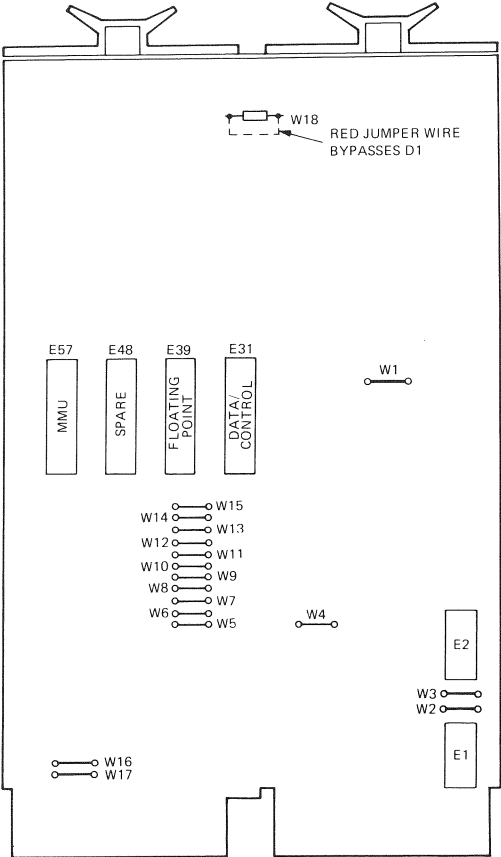 W18
RED JUMPER WIRE
BYPASSES D1
E57 E48 E39 E31
W1
MMU
SPARE
FLOATING
POINT
DATA/
CONTROL
W15
W14
W13
W12
W11
W10
W9
W8
W7
W6
W5
W4
E2
W3
W2
E1
W16
W17